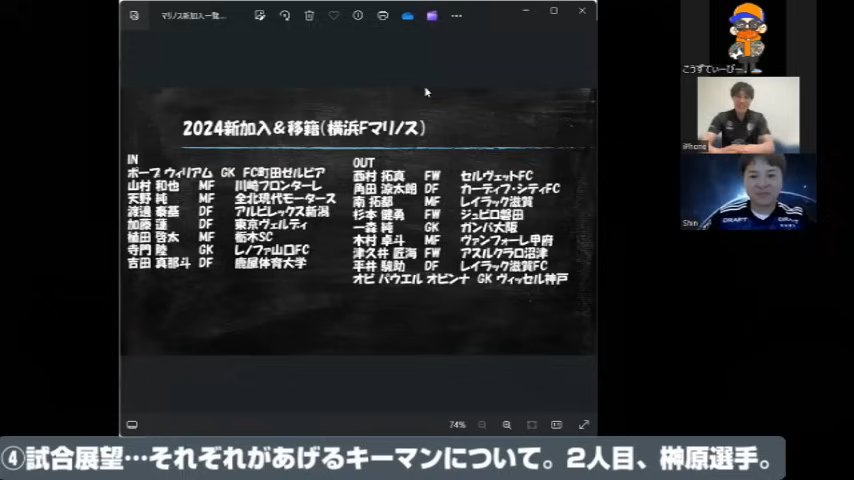 マリノス新加入一覧...
2024新加入&移籍(横浜Fマリノス)
IN
ポープ ウィリアム GK FC町田ゼルビア
山村 和也 MF 川崎フロンターレ
天野 純 MF 全北現代モータース
渡邊 泰基 DF アルビレックス新潟
加藤 蓮 DF 東京ヴェルディ
植田 啓太 MF 栃木SC
寺門 陸 GK レノファ山口FC
吉田 真那斗 DF 鹿屋体育大学
OUT
西村 拓真 FW セルヴェットFC
角田 涼太朗 DF カーディフ・シティFC
南 拓都 MF レイラック滋賀
杉本 健勇 FW ジュビロ磐田
一森 純 GK ガンバ大阪
木村 卓斗 MF ヴァンフォーレ甲府
津久井 匠海 FW アスルクラロ沼津
平井 駿助 DF レイラック滋賀FC
オビ パウエル オビンナ GK ヴィッセル神戸
74%
こうずてぃーびー
iPhone
Shin
DRAFT
DRAFT
④試合展望…それぞれがあげるキーマンについて。2人目、榊原選手。